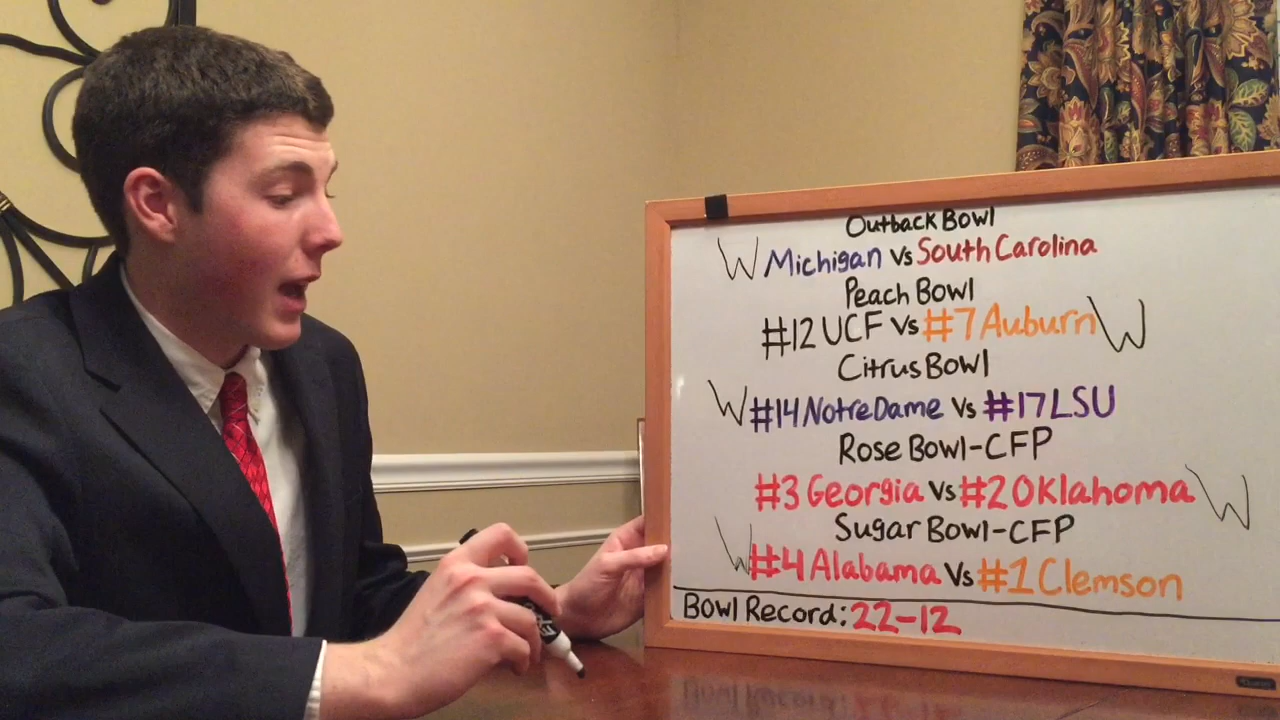 Outback Bowl
W Michigan vs South Carolina
Peach Bowl
#12 UCF vs #7 Auburn W
Citrus Bowl
W #14 Notre Dame vs #17 LSU
Rose Bowl-CFP
#3 Georgia vs #2 Oklahoma W
Sugar Bowl-CFP
W #4 Alabama vs #1 Clemson
Bowl Record: 22-12